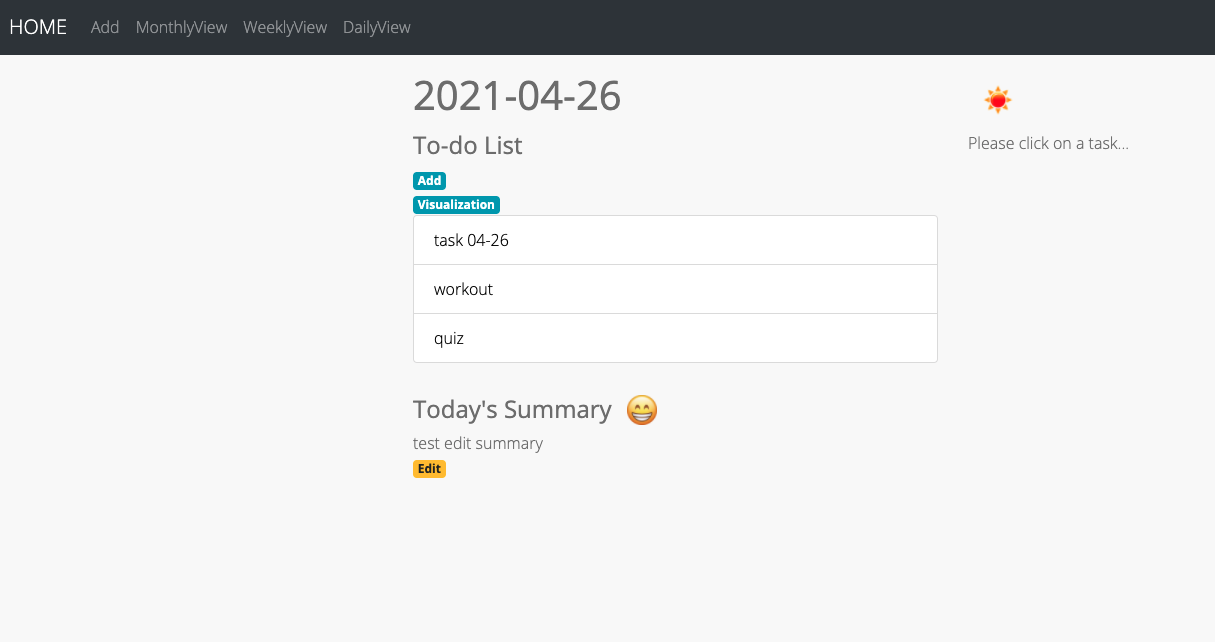 HOME Add MonthlyView WeeklyView DailyView
2021-04-26
To-do List
Add
Visualization
task 04-26
workout
quiz
Today's Summary
test edit summary
Edit
Please click on a task...